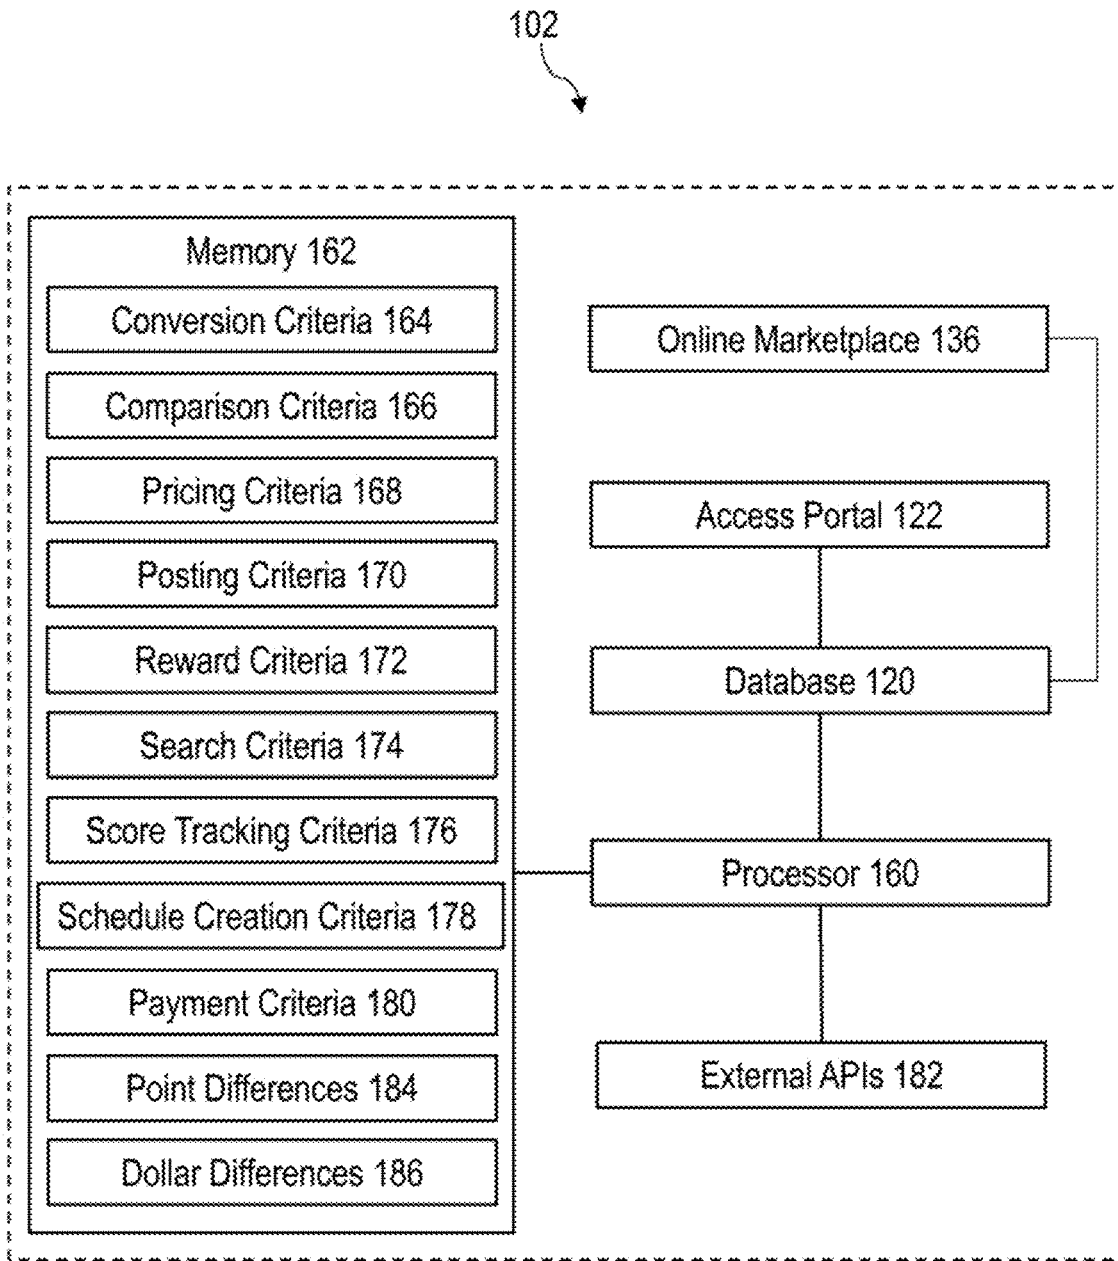 102
Memory 162
Conversion Criteria 164
Comparison Criteria 166
Pricing Criteria 168
Posting Criteria 170
Reward Criteria 172
Search Criteria 174
Score Tracking Criteria 176
Schedule Creation Criteria 178
Payment Criteria 180
Point Differences 184
Dollar Differences 186
Online Marketplace 136
Access Portal 122
Database 120
Processor 160
External APIs 182